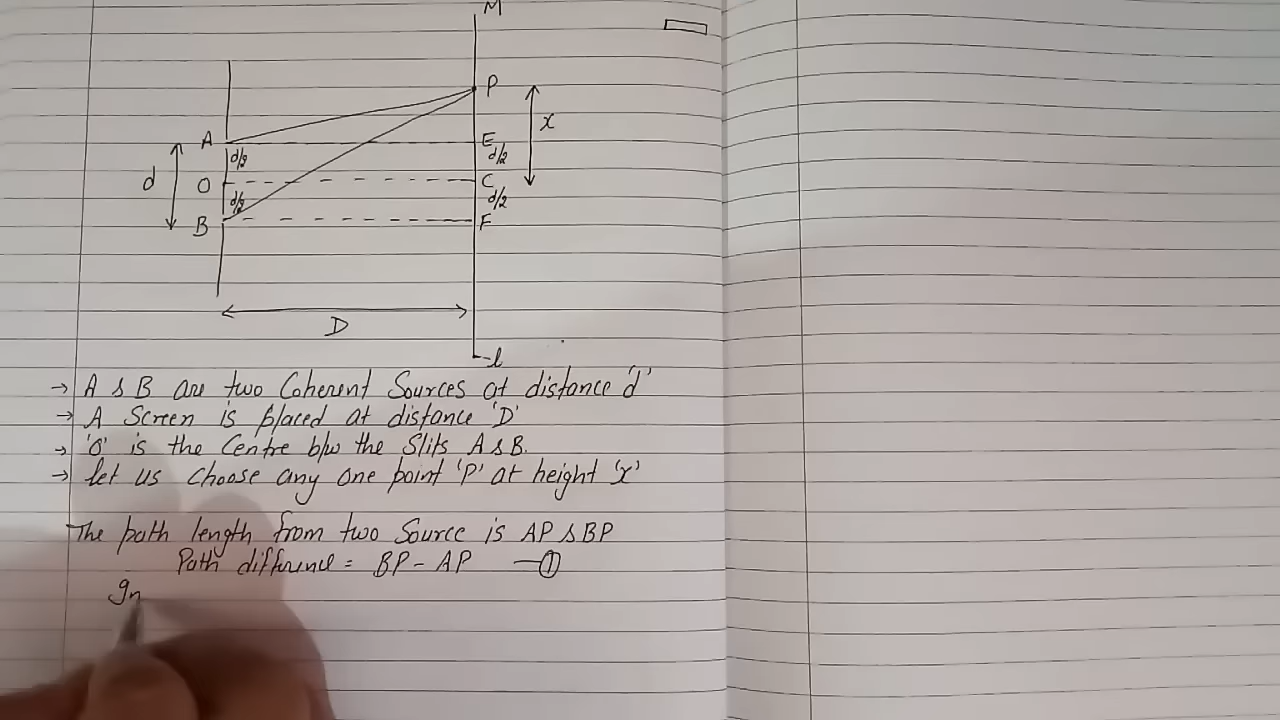 M
P
x
A
E
d/2
d/2
d
O
C
d/2
d/2
B
F
D
l
→ A & B are two Coherent Sources at distance 'd'
→ A Screen is placed at distance 'D'
→ 'O' is the Centre b/w the Slits A & B.
→ Let us Choose any one point 'P' at height 'x'
The path length from two Source is AP & BP
Path difference = BP - AP —①
In